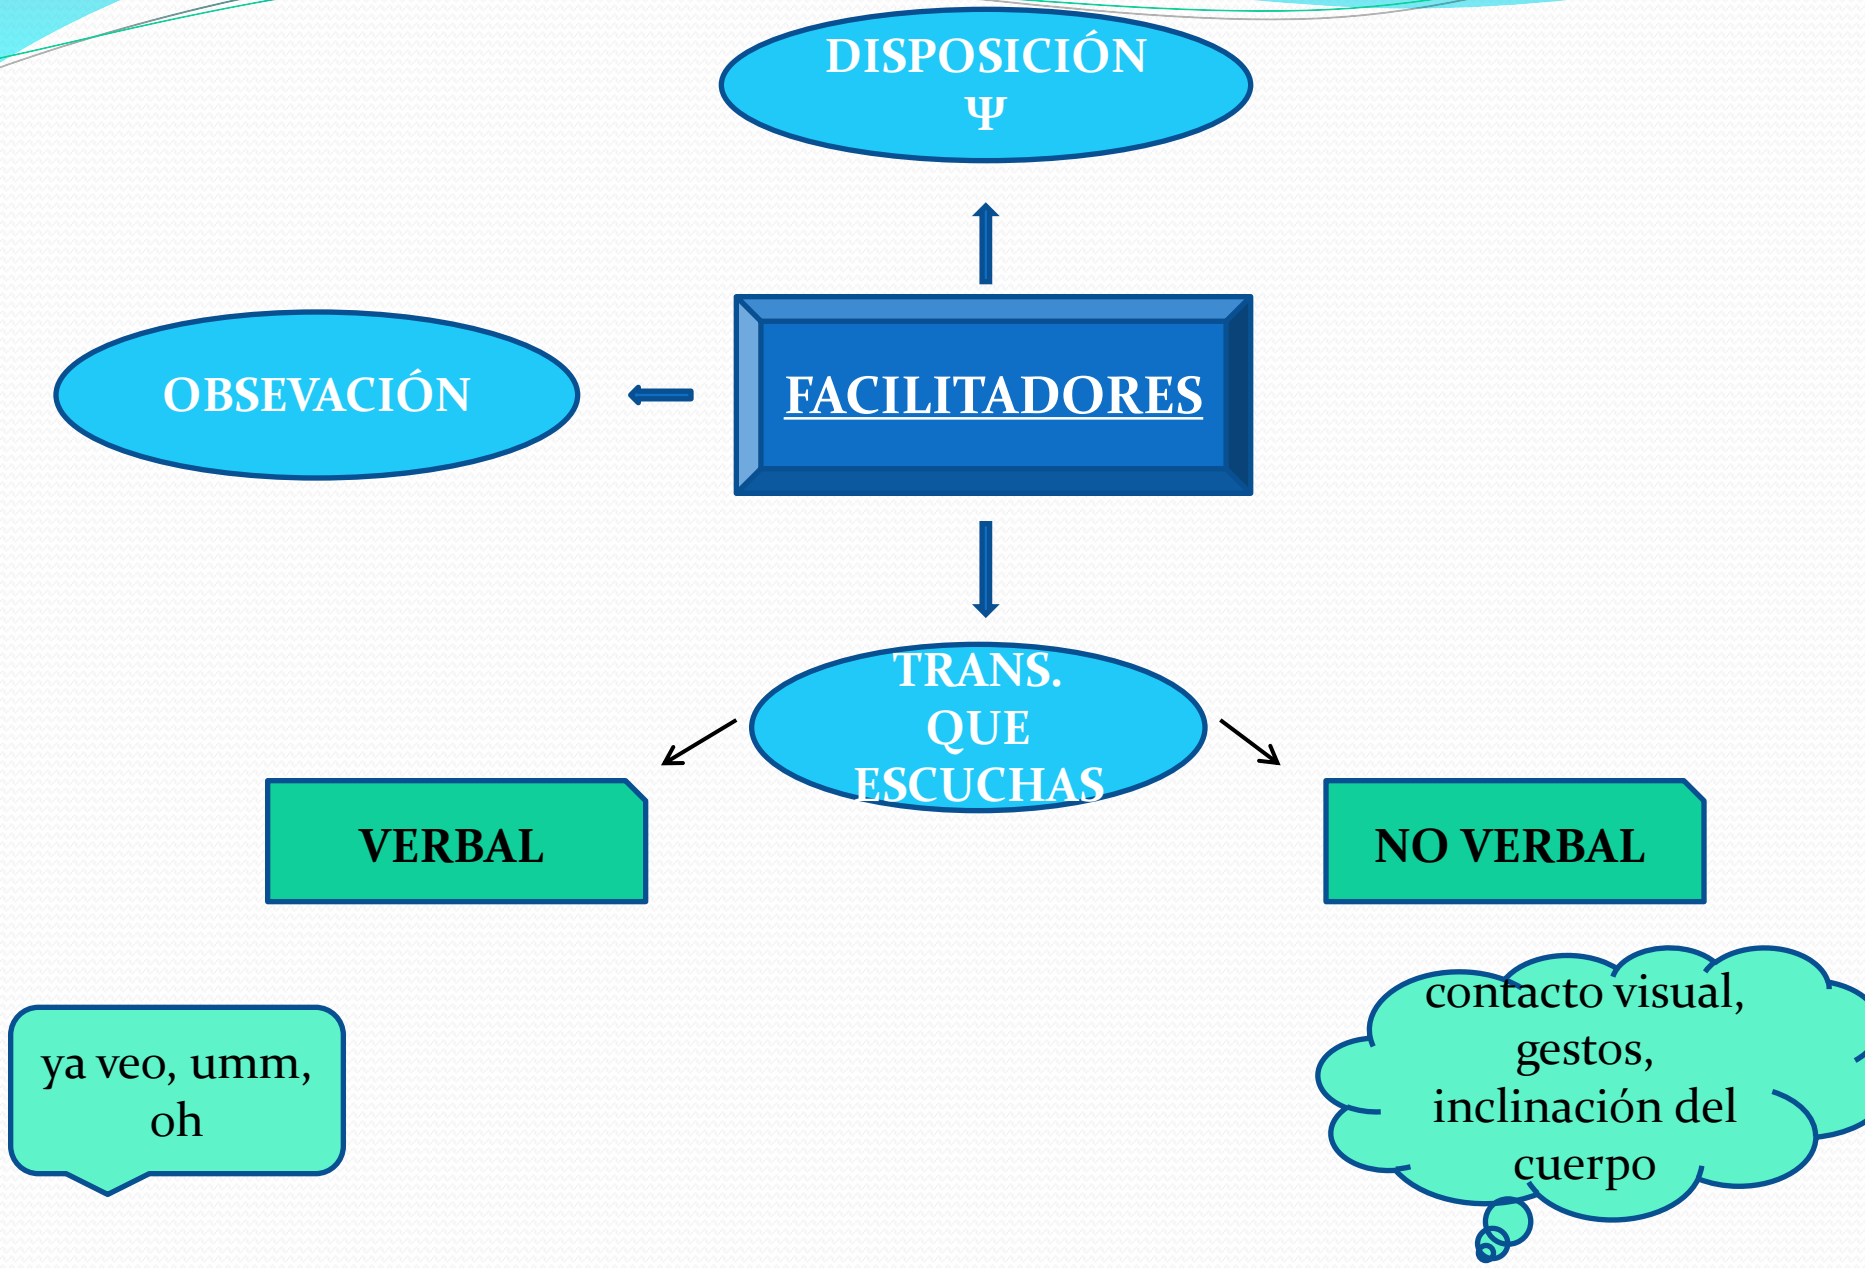 DISPOSICIÓN
Ψ
OBSEVACIÓN
FACILITADORES
TRANS.
QUE
ESCUCHAS
VERBAL
NO VERBAL
ya veo, umm,
oh
contacto visual,
gestos,
inclinación del
cuerpo